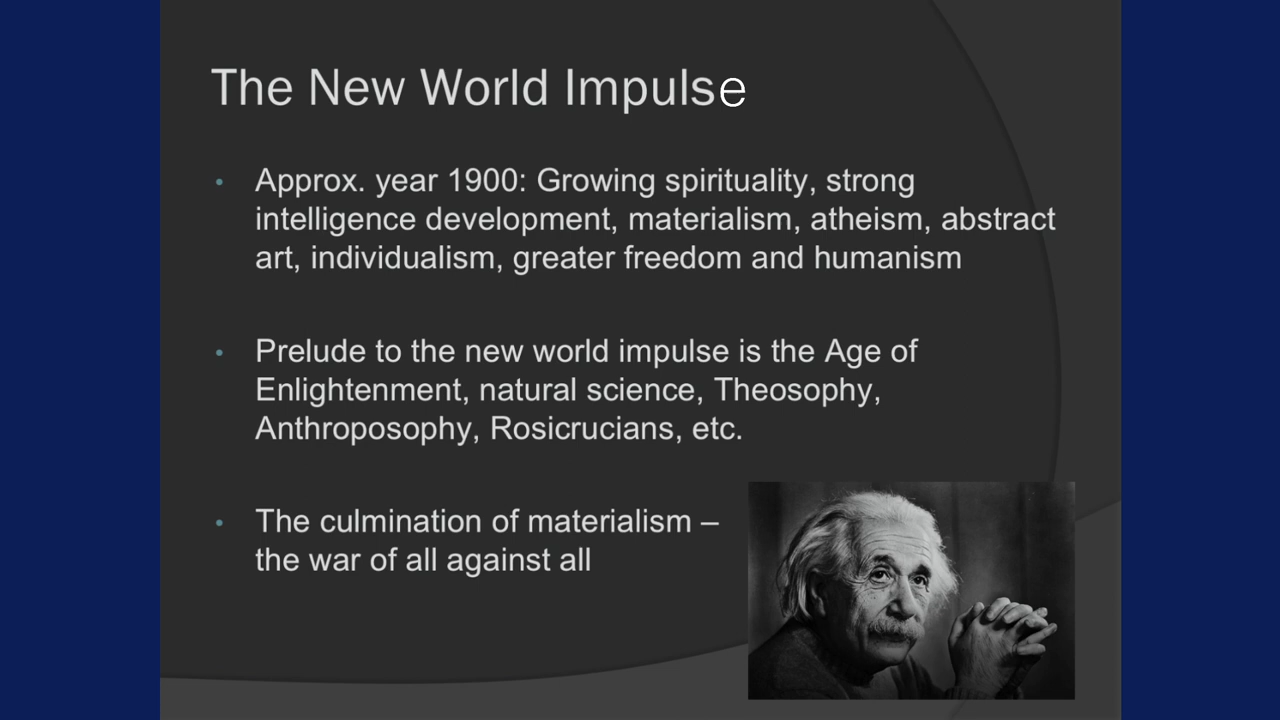 The New World Impulse
• Approx. year 1900: Growing spirituality, strong
intelligence development, materialism, atheism, abstract
art, individualism, greater freedom and humanism
• Prelude to the new world impulse is the Age of
Enlightenment, natural science, Theosophy,
Anthroposophy, Rosicrucians, etc.
• The culmination of materialism –
the war of all against all